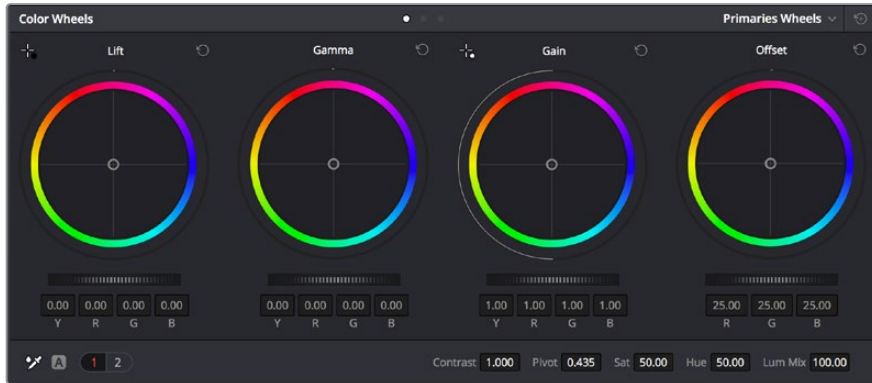 Color Wheels Primaries Wheels
Lift Gamma Gain Offset
0.00 0.00 0.00 0.00 0.00 0.00 0.00 0.00 1.00 1.00 1.00 1.00 25.00 25.00 25.00
Y R G B Y R G B Y R G B R G B
A 1 2 Contrast 1.000 Pivot 0.435 Sat 50.00 Hue 50.00 Lum Mix 100.00